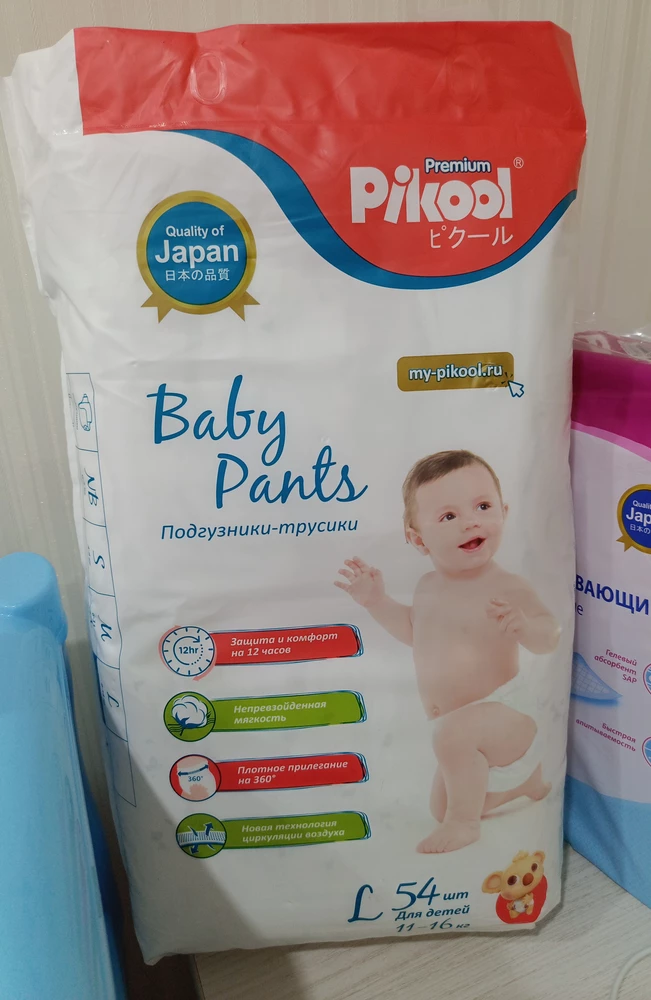 Premium
Pikool®
ピクール
Quality of
Japan
日本の品質
my-pikool.ru
Baby
Pants
Подгузники-трусики
12hr
Защита и комфорт
на 12 часов
Непревзойденная
мягкость
360°
Плотное прилегание
на 360°
Новая технология
циркуляции воздуха
L 54 шт
Для детей
11-16 кг
NB
S
M
L
ВАЮЩИ
Гелевый
абсорбент
SAP
Быстрая
впитываемость